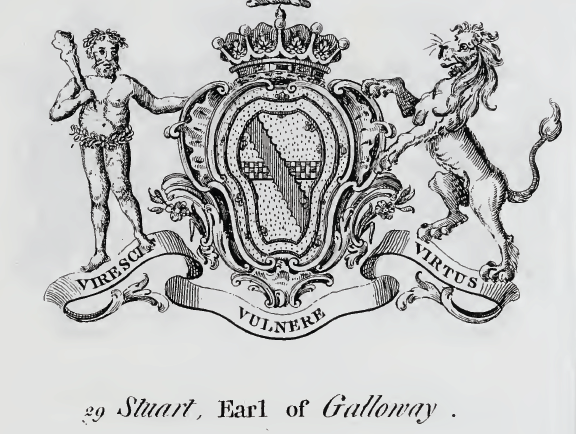 VIRESCIT VULNERE VIRTUS
29 Stuart, Earl of Galloway .